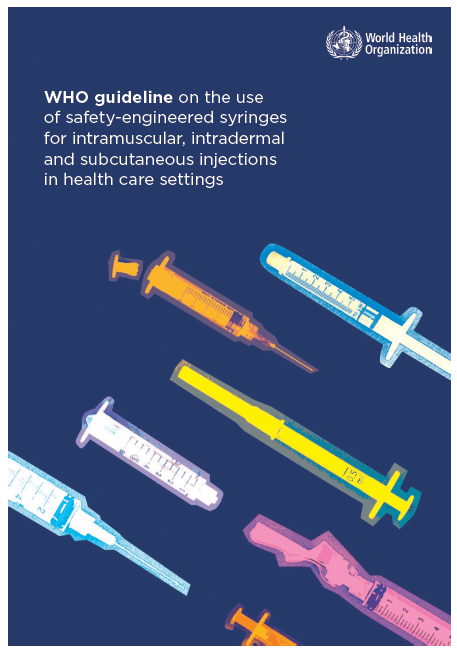 World Health
Organization
WHO guideline on the use
of safety-engineered syringes
for intramuscular, intradermal
and subcutaneous injections
in health care settings